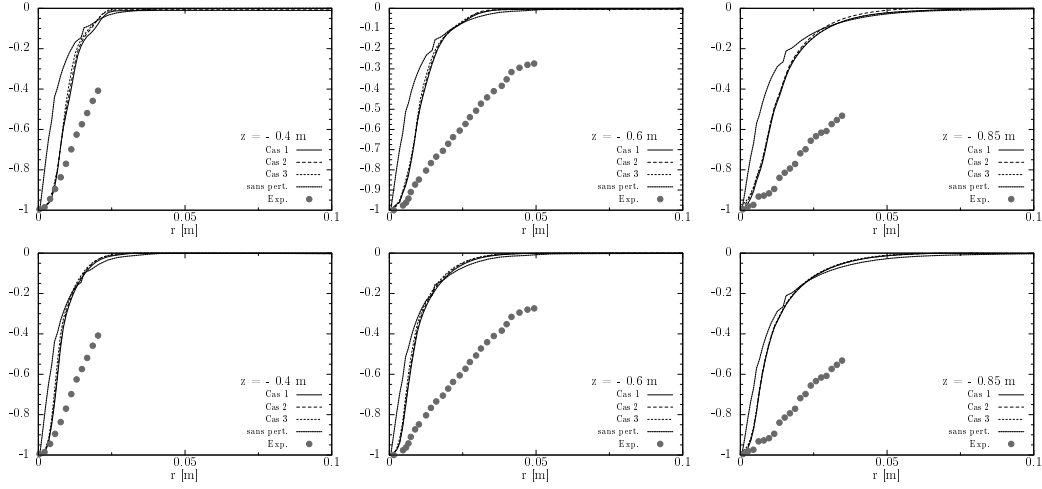 0
-0.2
-0.4
-0.6
-0.8
-1
0
0.05
0.1
r [m]
z = - 0.4 m
Cas 1
Cas 2
Cas 3
sans pert.
Exp.
0
-0.1
-0.2
-0.3
-0.4
-0.5
-0.6
-0.7
-0.8
-0.9
-1
0
0.05
0.1
r [m]
z = - 0.6 m
Cas 1
Cas 2
Cas 3
sans pert.
Exp.
0
-0.2
-0.4
-0.6
-0.8
-1
0
0.05
0.1
r [m]
z = - 0.85 m
Cas 1
Cas 2
Cas 3
sans pert.
Exp.
0
-0.2
-0.4
-0.6
-0.8
-1
0
0.05
0.1
r [m]
z = - 0.4 m
Cas 1
Cas 2
Cas 3
sans pert.
Exp.
0
-0.2
-0.4
-0.6
-0.8
-1
0
0.05
0.1
r [m]
z = - 0.6 m
Cas 1
Cas 2
Cas 3
sans pert.
Exp.
0
-0.2
-0.4
-0.6
-0.8
-1
0
0.05
0.1
r [m]
z = - 0.85 m
Cas 1
Cas 2
Cas 3
sans pert.
Exp.